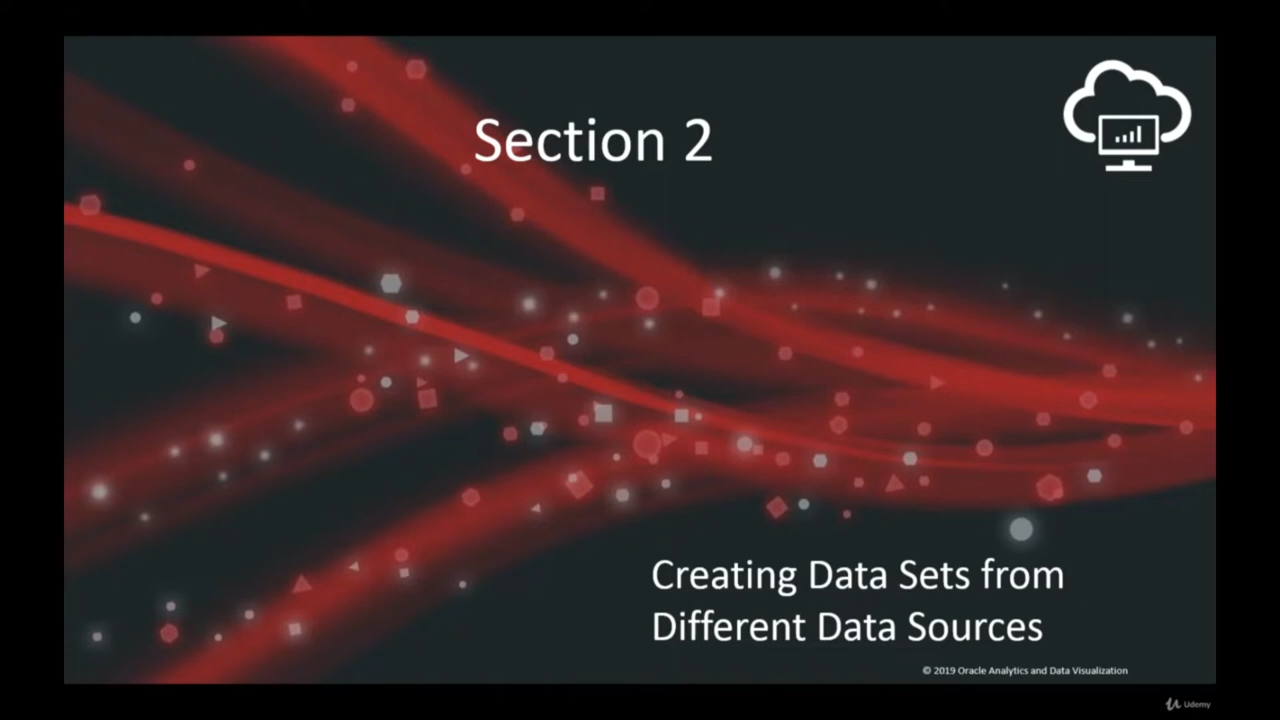 Section 2
Creating Data Sets from
Different Data Sources
© 2019 Oracle Analytics and Data Visualization
Udemy